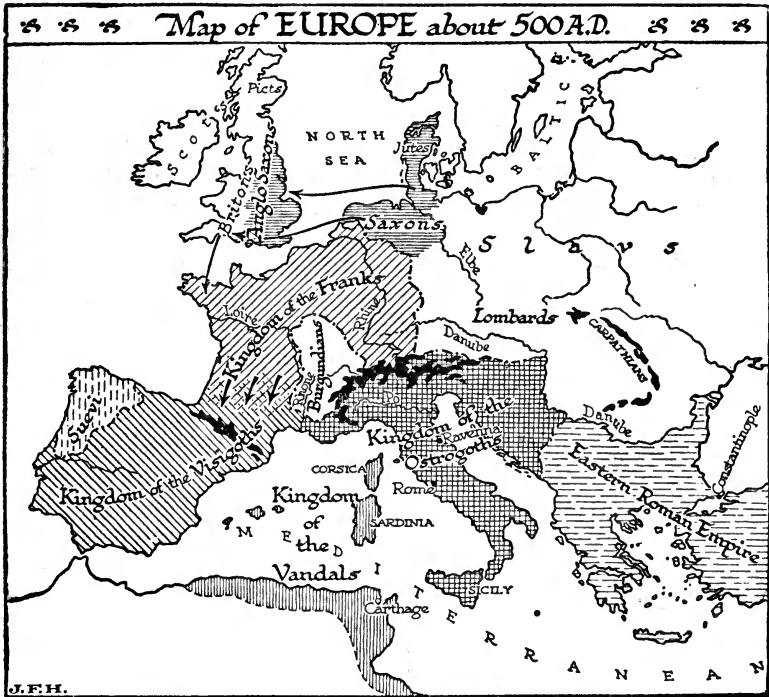 Map of EUROPE about 500 A.D.
Picts
SCOTS
NORTH
SEA
BALTIC
Jutes
Britons
Anglo Saxons
Saxons
Slavs
Elbe
Kingdom of the Franks
Loire
Rhine
Lombards
CARPATHIANS
Danube
Burgundians
Rhone
Po
Suevi
Kingdom of the Visigoths
Kingdom of the
Ostrogoths
Ravenna
Danube
Constantinople
Eastern Roman Empire
CORSICA
Rome
Kingdom
of
the
Vandals
SARDINIA
MEDITERRANEAN
SICILY
Carthage
J.F.H.